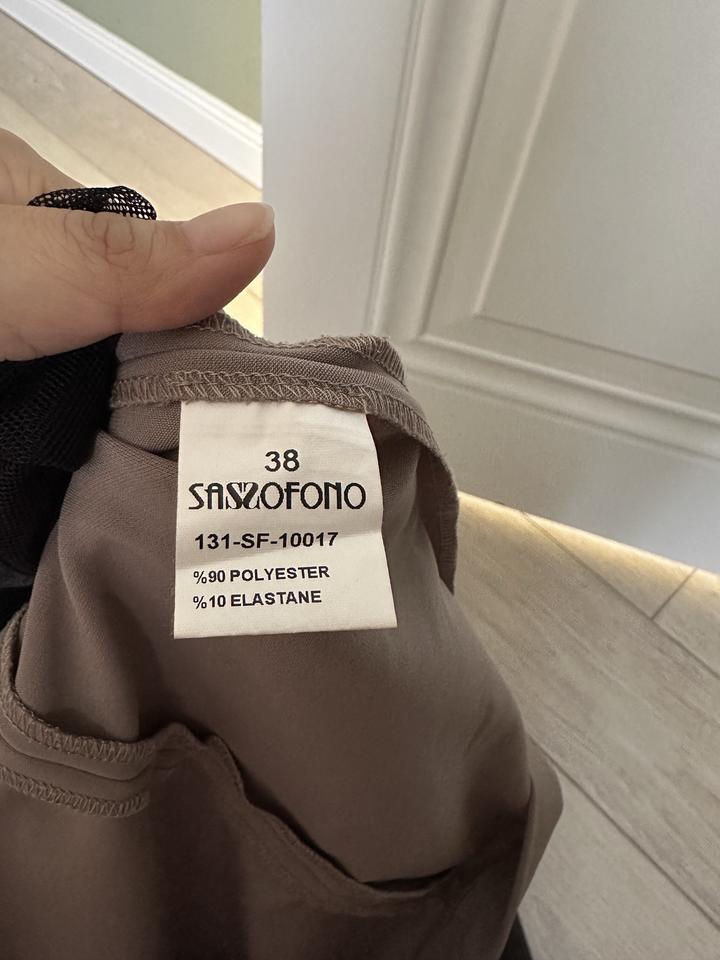 38
SASSOFONO
131-SF-10017
%90 POLYESTER
%10 ELASTANE